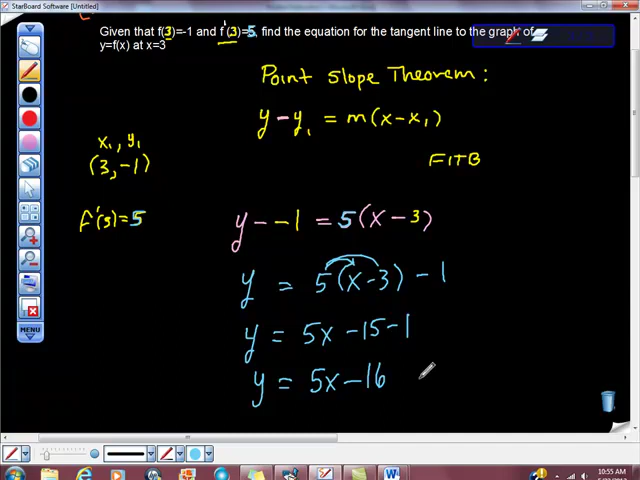 StarBoard Software [Untitled]
Given that f(3)=-1 and f'(3)=5, find the equation for the tangent line to the graph of
y=f(x) at x=3
Point Slope Theorem:
y - y₁ = m(x - x₁)
x₁, y₁
(3, -1)
FITB
f'(3) = 5
y - -1 = 5(x - 3)
y = 5(x - 3) - 1
y = 5x - 15 - 1
y = 5x - 16
MENU
10:55 AM